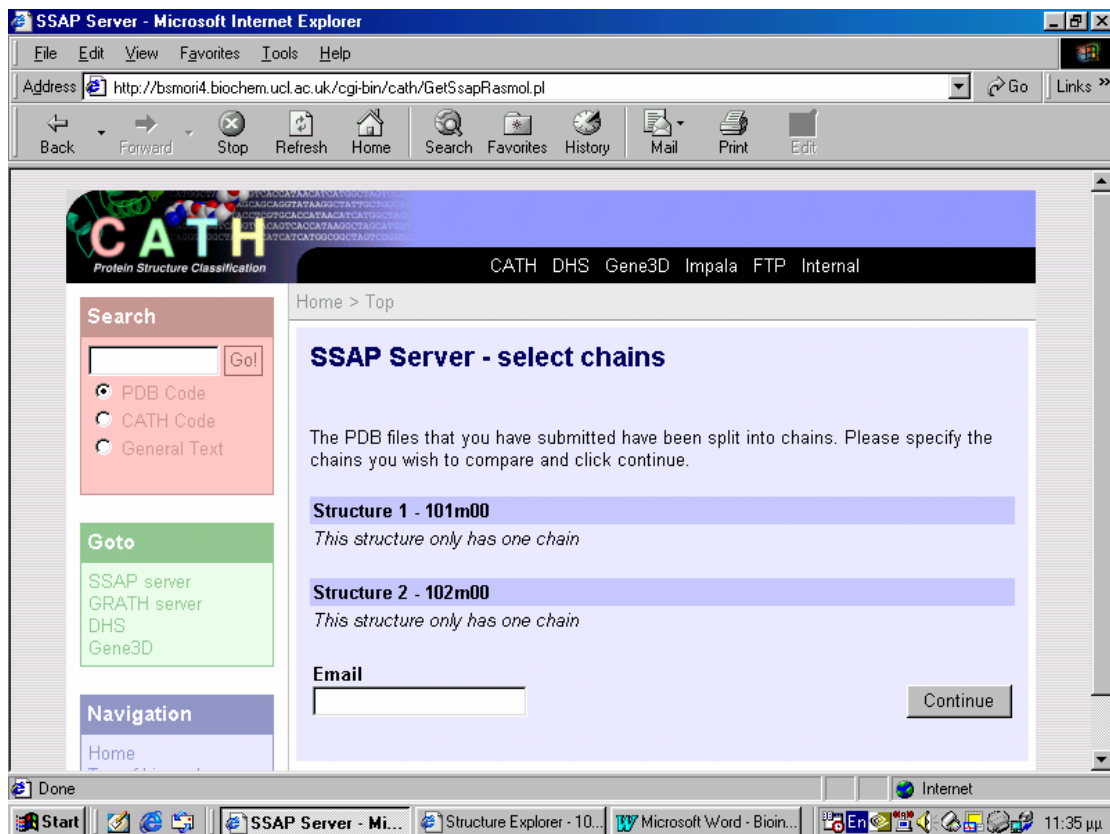 SSAP Server - Microsoft Internet Explorer
File Edit View Favorites Tools Help
Address http://bsmori4.biochem.ucl.ac.uk/cgi-bin/cath/GetSsapRasmol.pl Go Links »
Back Forward Stop Refresh Home Search Favorites History Mail Print Edit
CATH
Protein Structure Classification
CATH DHS Gene3D Impala FTP Internal
Home > Top
Search
Go!
PDB Code
CATH Code
General Text
Goto
SSAP server
GRATH server
DHS
Gene3D
Navigation
Home
SSAP Server - select chains
The PDB files that you have submitted have been split into chains. Please specify the
chains you wish to compare and click continue.
Structure 1 - 101m00
This structure only has one chain
Structure 2 - 102m00
This structure only has one chain
Email
Continue
Done Internet
Start SSAP Server - Mi... Structure Explorer - 10... Microsoft Word - Bioin... En 11:35 μμ